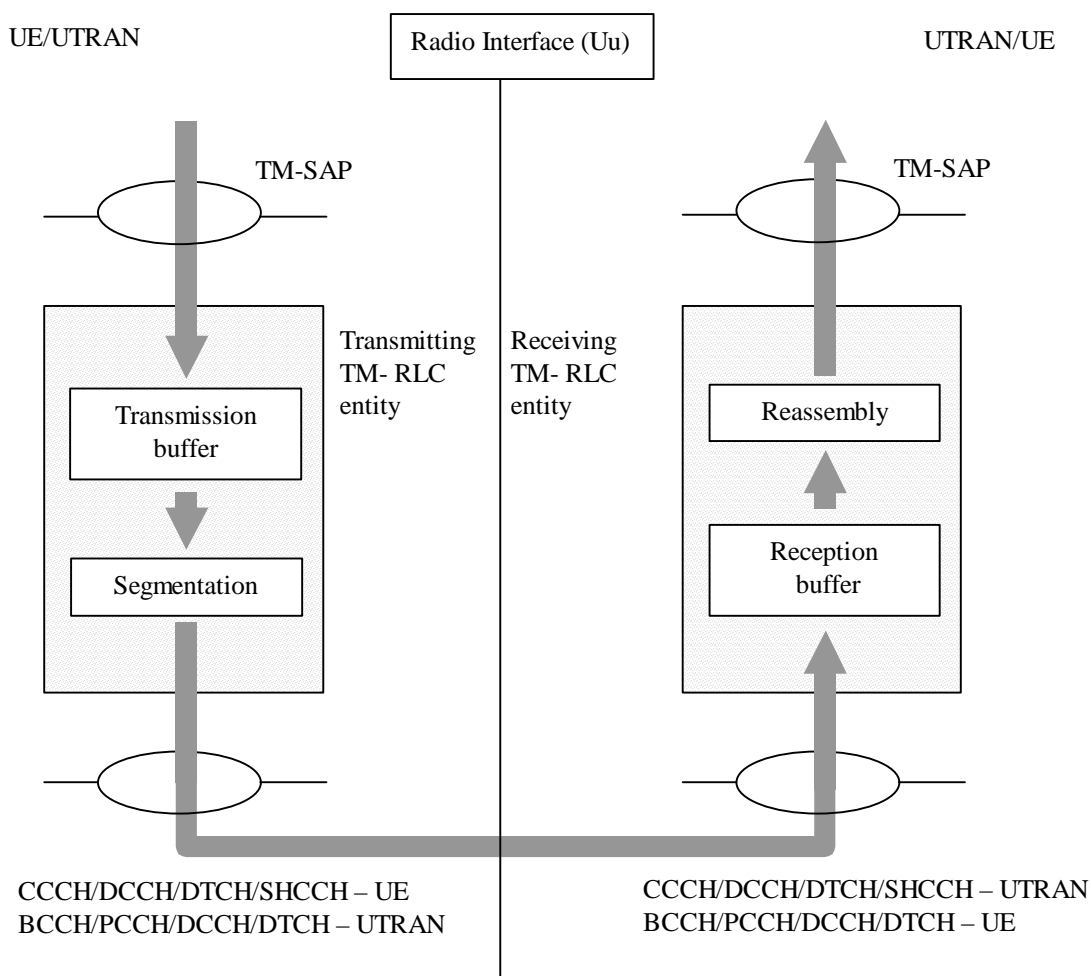 UE/UTRAN
Radio Interface (Uu)
UTRAN/UE
TM-SAP
TM-SAP
Transmitting
TM- RLC
entity
Receiving
TM- RLC
entity
Transmission
buffer
Segmentation
Reassembly
Reception
buffer
CCCH/DCCH/DTCH/SHCCH – UE
BCCH/PCCH/DCCH/DTCH – UTRAN
CCCH/DCCH/DTCH/SHCCH – UTRAN
BCCH/PCCH/DCCH/DTCH – UE